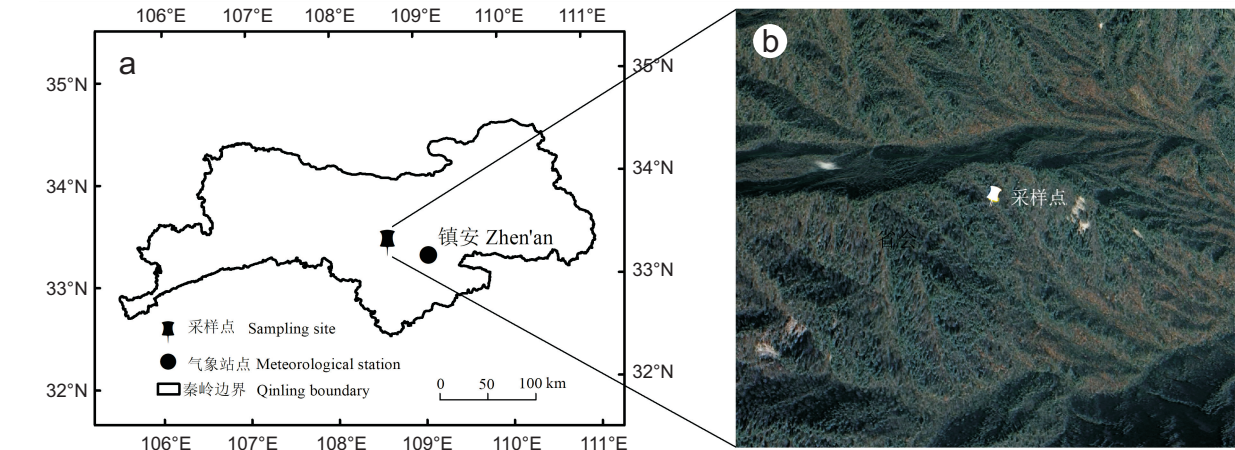 106°E 107°E 108°E 109°E 110°E 111°E
a
b
35°N
35°N
34°N
34°N
33°N
33°N
32°N
32°N
镇安 Zhen'an
采样点 Sampling site
气象站点 Meteorological station
秦岭边界 Qinling boundary
0 50 100 km
106°E 107°E 108°E 109°E 110°E 111°E
采样点